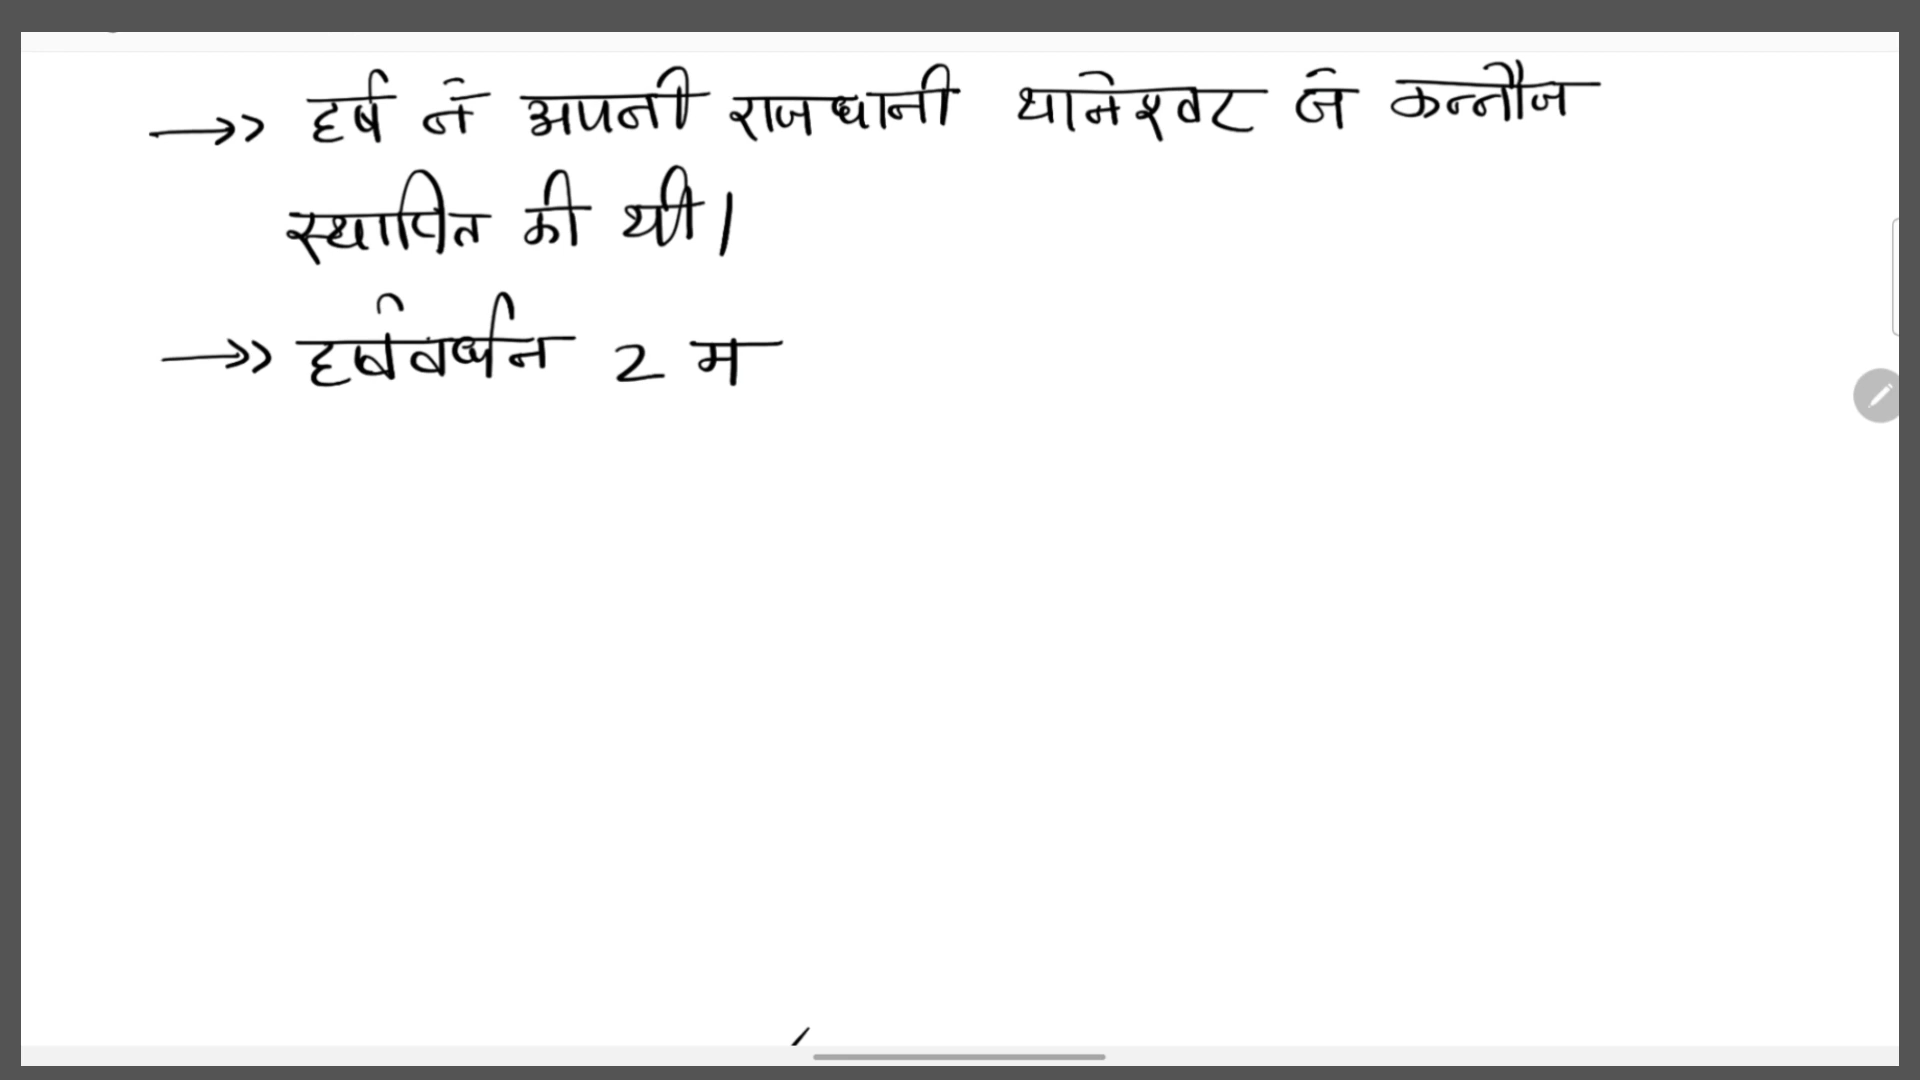 →» हर्ष ने अपनी राजधानी थानेश्वर से कन्नौज
स्थापित की थी।
→» हर्षवर्धन 2 म